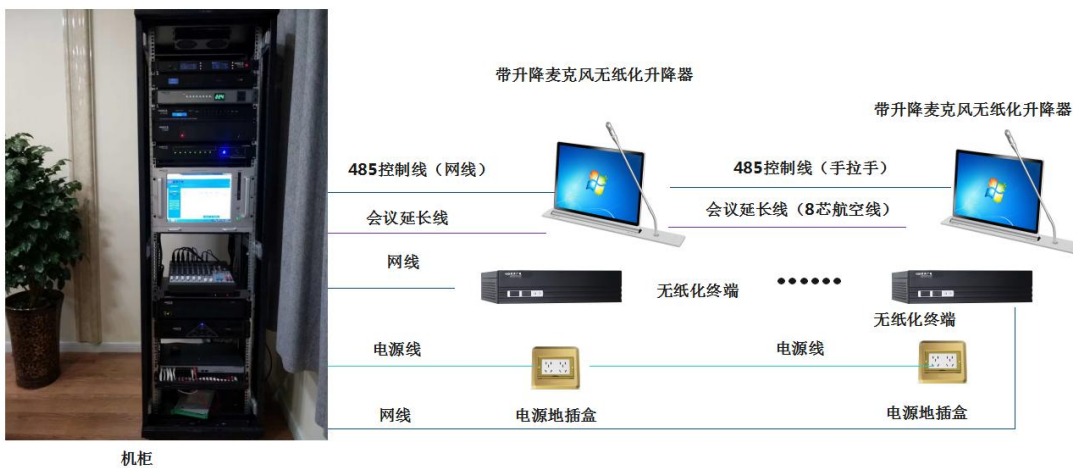 带升降麦克风无纸化升降器
带升降麦克风无纸化升降器
485控制线（网线）
485控制线（手拉手）
会议延长线
会议延长线（8芯航空线）
网线
无纸化终端
无纸化终端
电源线
电源线
网线
电源地插盒
电源地插盒
机柜